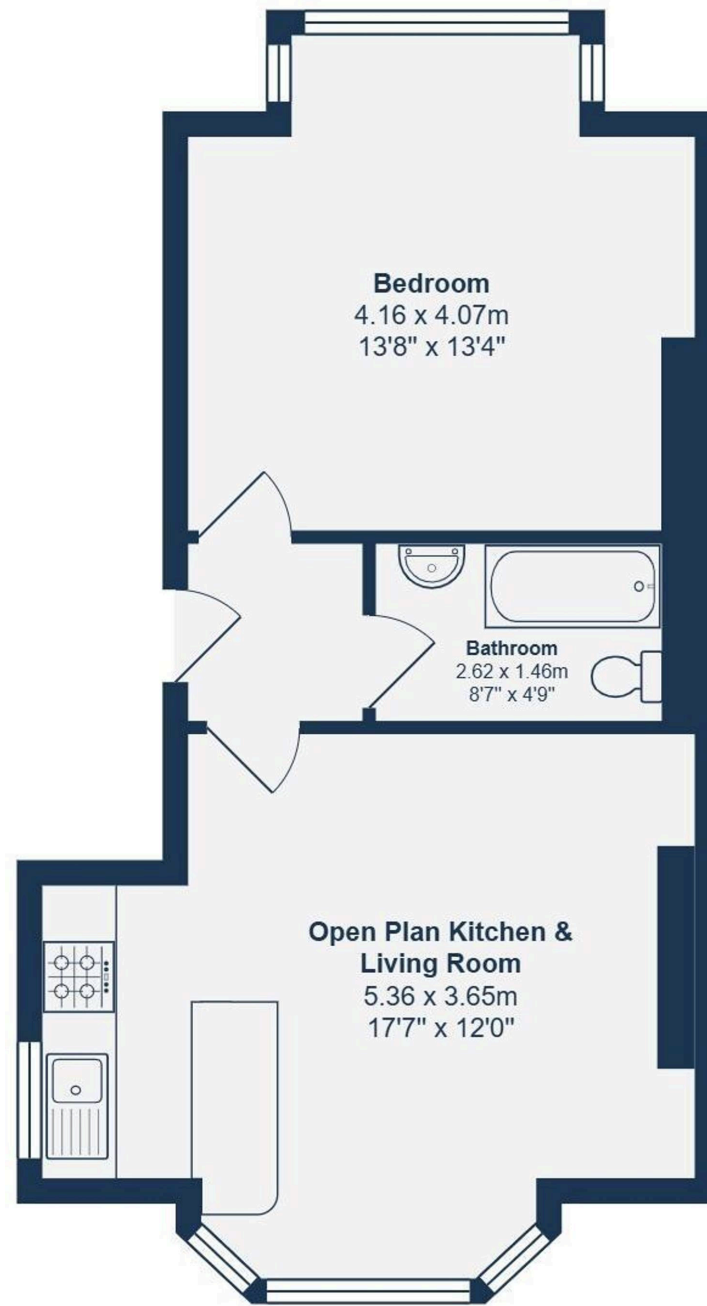 Bedroom
4.16 x 4.07m
13'8" x 13'4"
Bathroom
2.62 x 1.46m
8'7" x 4'9"
Open Plan Kitchen &
Living Room
5.36 x 3.65m
17'7" x 12'0"